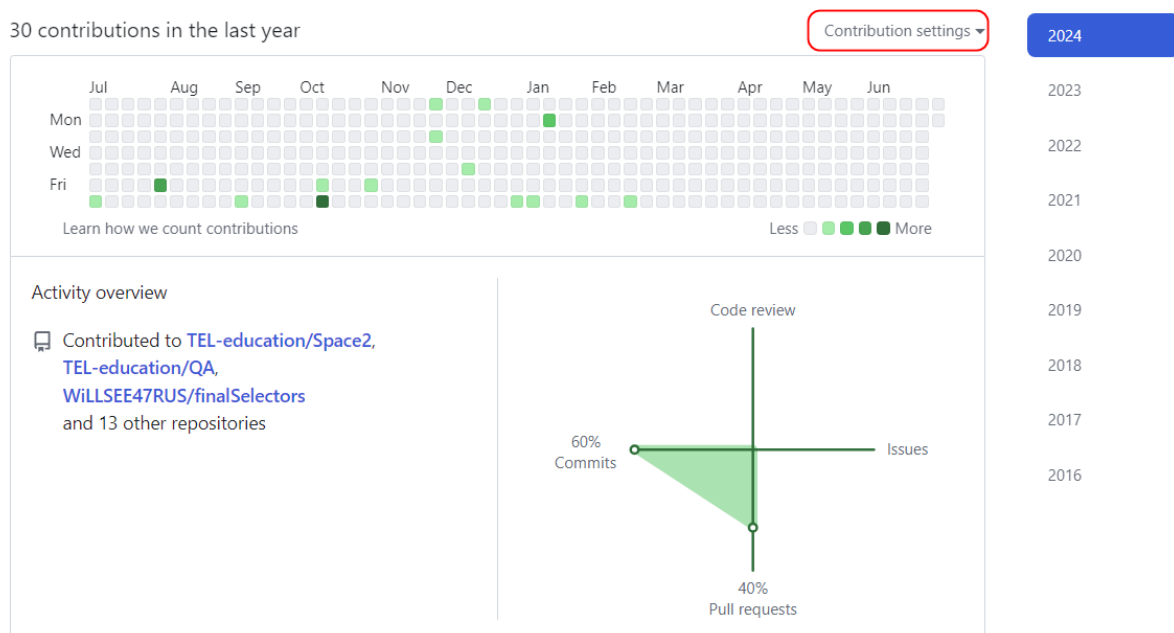 30 contributions in the last year
Contribution settings
Jul Aug Sep Oct Nov Dec Jan Feb Mar Apr May Jun
Mon
Wed
Fri
Learn how we count contributions
Less More
Activity overview
Contributed to TEL-education/Space2,
TEL-education/QA,
WiLLSEE47RUS/finalSelectors
and 13 other repositories
Code review
60%
Commits
Issues
40%
Pull requests
2024
2023
2022
2021
2020
2019
2018
2017
2016